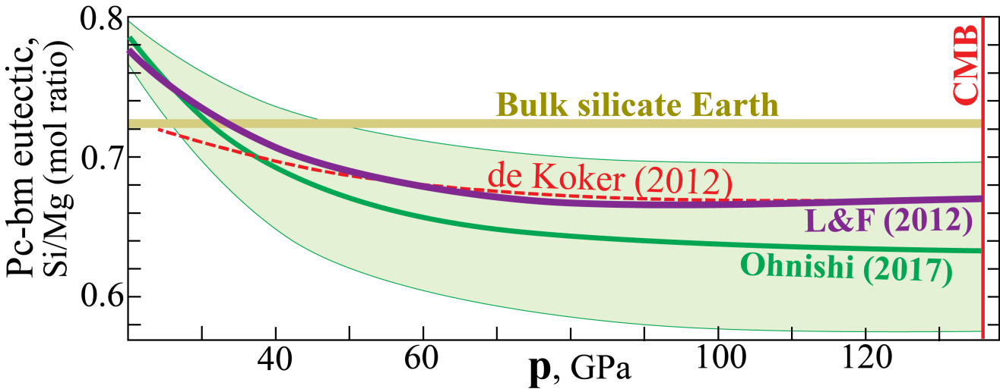 Pc-bm eutectic,
Si/Mg (mol ratio)
0.8
0.7
0.6
CMB
Bulk silicate Earth
de Koker (2012)
L&F (2012)
Ohnishi (2017)
40
60
p, GPa
100
120